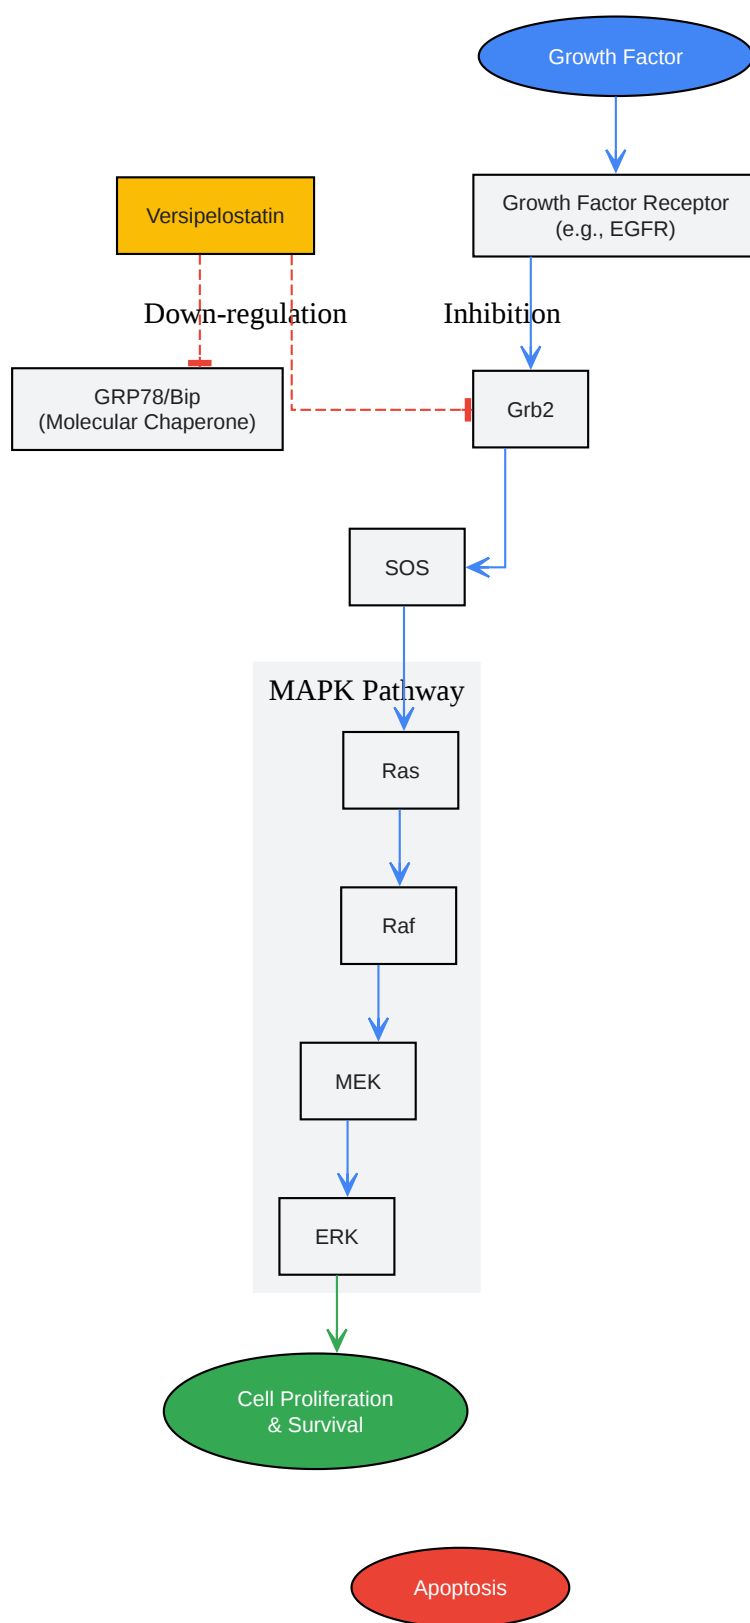 Growth Factor
Versipelostatin
Growth Factor Receptor
(e.g., EGFR)
Down-regulation
Inhibition
GRP78/Bip
(Molecular Chaperone)
Grb2
SOS
MAPK Pathway
Ras
Raf
MEK
ERK
Cell Proliferation
& Survival
Apoptosis